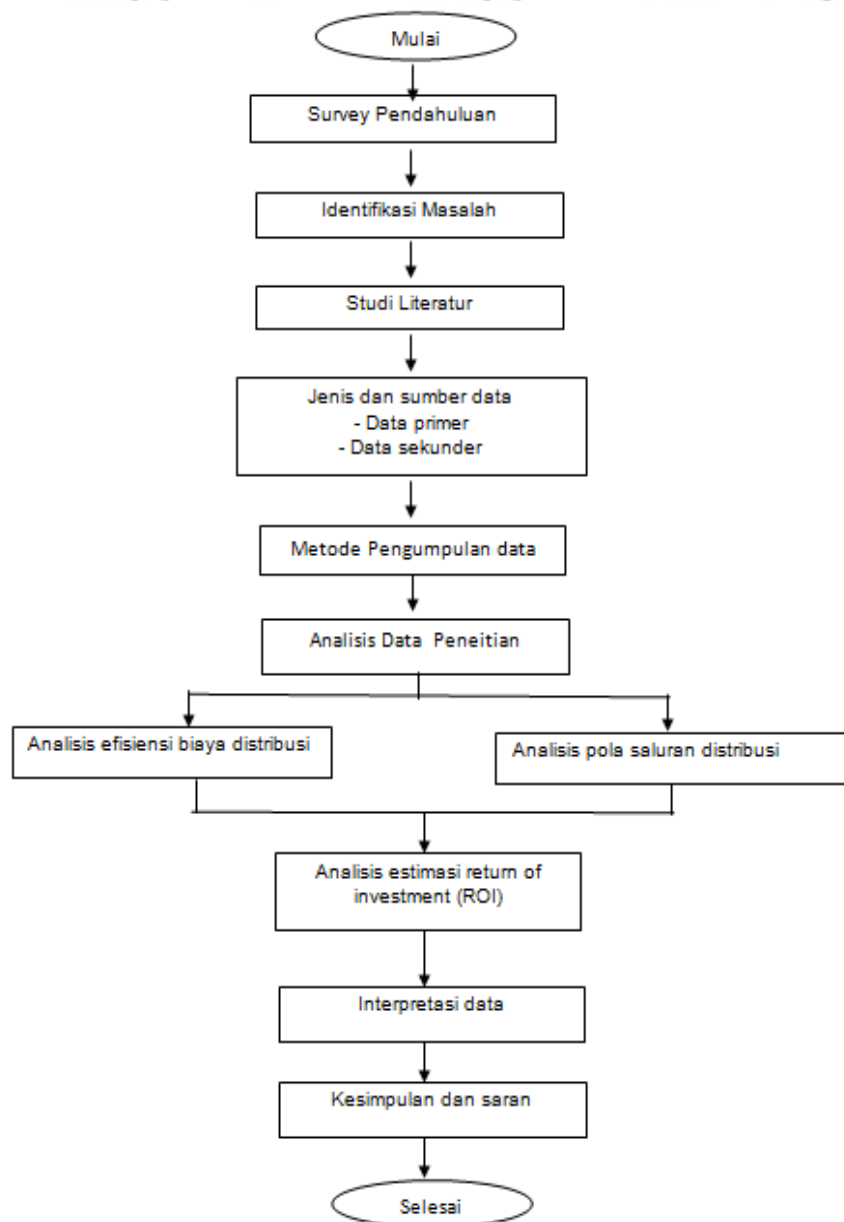 Mulai
Survey Pendahuluan
Identifikasi Masalah
Studi Literatur
Jenis dan sumber data
- Data primer
- Data sekunder
Metode Pengumpulan data
Analisis Data Peneitian
Analisis efisiensi biaya distribusi
Analisis pola saluran distribusi
Analisis estimasi return of
investment (ROI)
Interpretasi data
Kesimpulan dan saran
Selesai